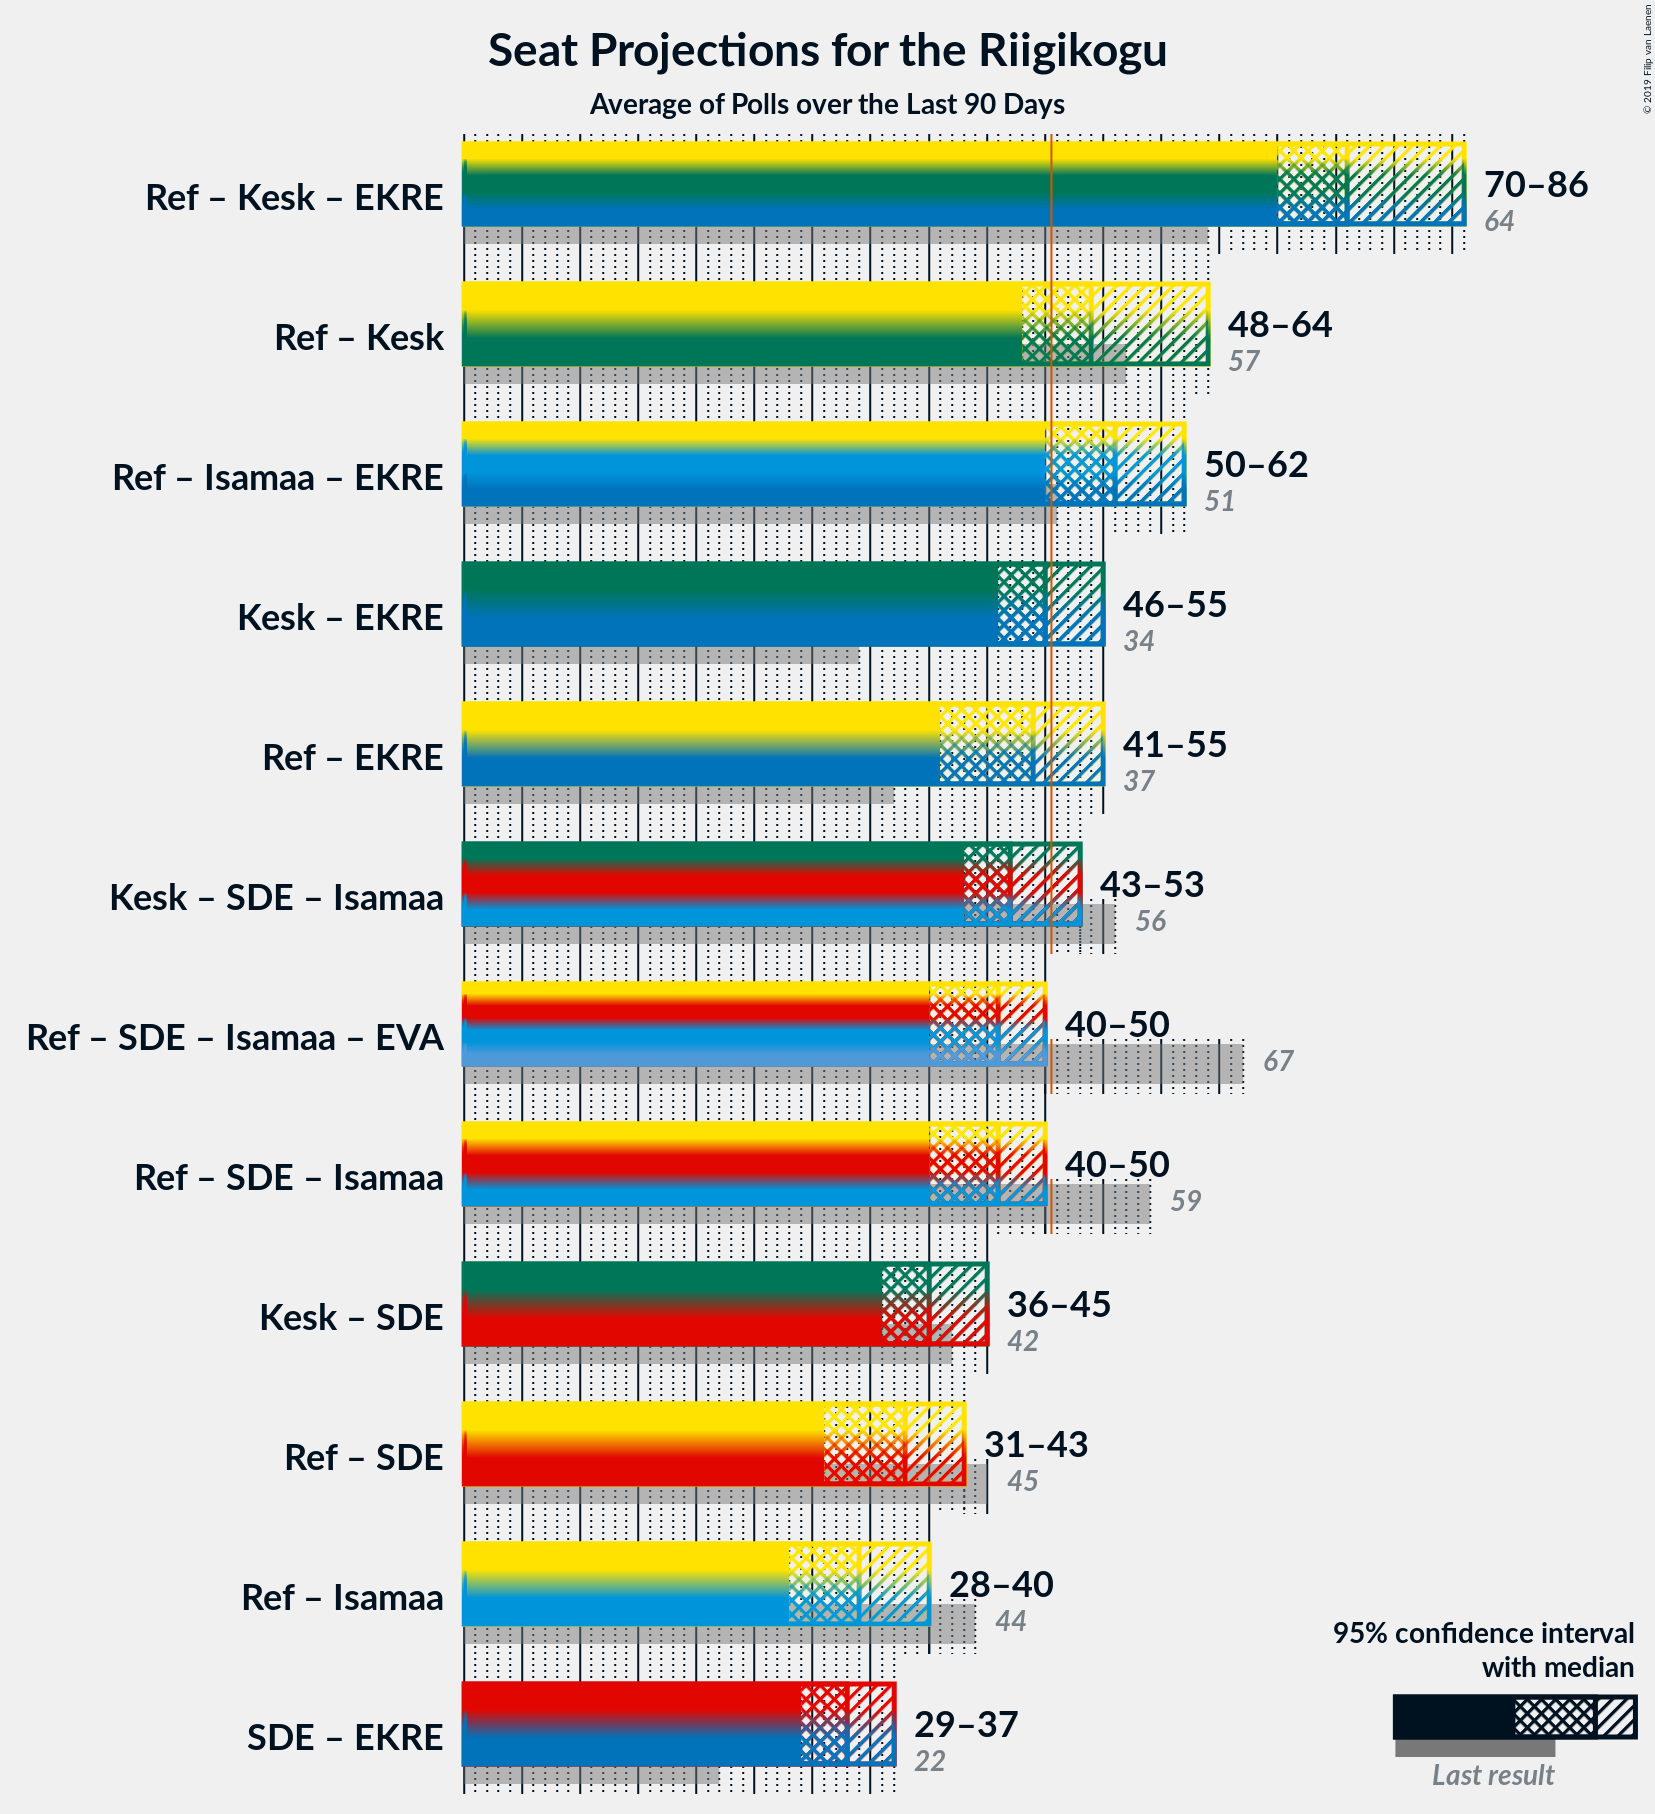 Seat Projections for the Riigikogu
Average of Polls over the Last 90 Days
© 2019 Filip van Laenen
Ref – Kesk – EKRE
70–86
64
Ref – Kesk
48–64
57
Ref – Isamaa – EKRE
50–62
51
Kesk – EKRE
46–55
34
Ref – EKRE
41–55
37
Kesk – SDE – Isamaa
43–53
56
Ref – SDE – Isamaa – EVA
40–50
67
Ref – SDE – Isamaa
40–50
59
Kesk – SDE
36–45
42
Ref – SDE
31–43
45
Ref – Isamaa
28–40
44
SDE – EKRE
29–37
22
95% confidence interval
with median
Last result